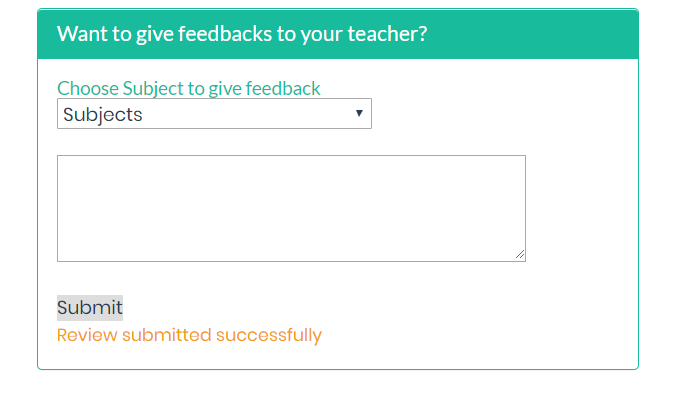 Want to give feedbacks to your teacher?
Choose Subject to give feedback
Subjects
Submit
Review submitted successfully